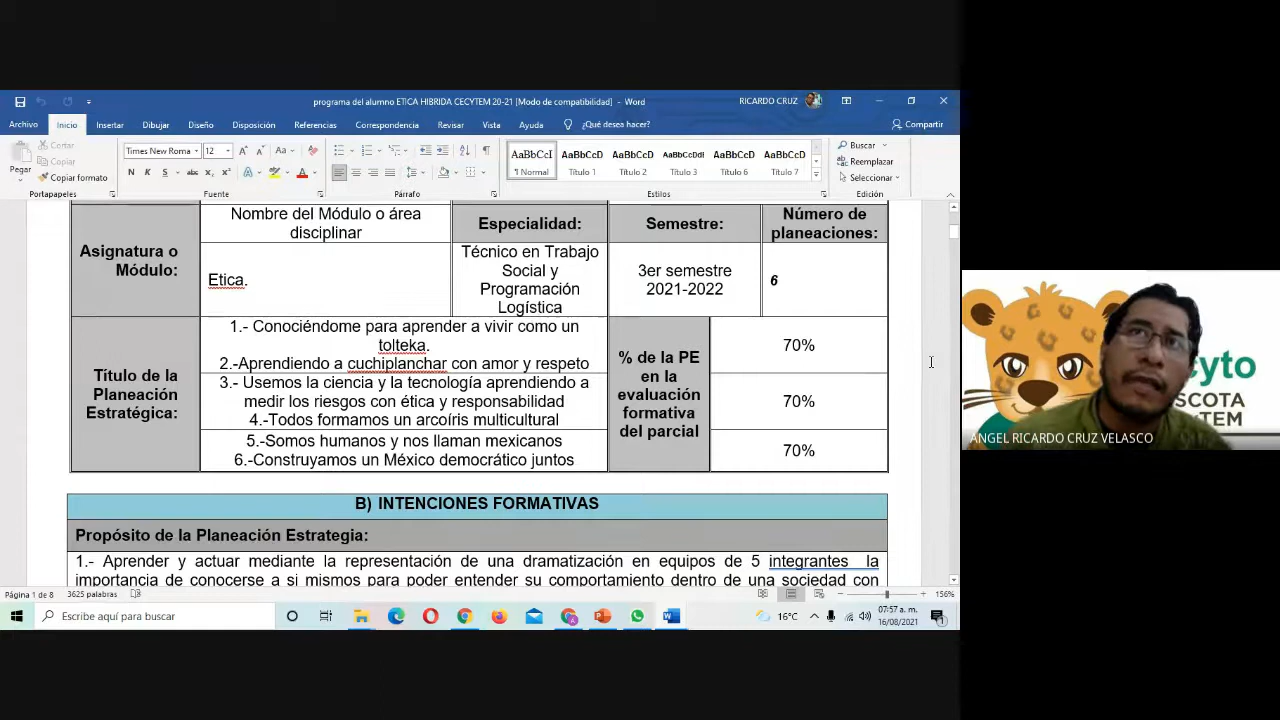 programa del alumno ETICA HIBRIDA CECYTEM 20-21 [Modo de compatibilidad] - Word
RICARDO CRUZ
Archivo Inicio Insertar Dibujar Diseño Disposición Referencias Correspondencia Revisar Vista Ayuda ¿Qué desea hacer? Compartir
Pegar
Cortar
Copiar
Copiar formato
Times New Roma 12
AaBbCcI AaBbCcD AaBbCcD AaBbCcDdI AaBbCcD AaBbCcD
¶ Normal Título 1 Título 2 Título 3 Título 6 Título 7
Buscar
Reemplazar
Seleccionar
Portapapeles Fuente Párrafo Estilos Edición
Asignatura o
Módulo:
Nombre del Módulo o área
disciplinar
Especialidad:
Semestre:
Número de
planeaciones:
Etica.
Técnico en Trabajo
Social y
Programación
Logística
3er semestre
2021-2022
6
Título de la
Planeación
Estratégica:
1.- Conociéndome para aprender a vivir como un
tolteka.
2.-Aprendiendo a cuchiplanchar con amor y respeto
3.- Usemos la ciencia y la tecnología aprendiendo a
medir los riesgos con ética y responsabilidad
4.-Todos formamos un arcoíris multicultural
5.-Somos humanos y nos llaman mexicanos
6.-Construyamos un México democrático juntos
% de la PE
en la
evaluación
formativa
del parcial
70%
70%
70%
B) INTENCIONES FORMATIVAS
Propósito de la Planeación Estrategia:
1.- Aprender y actuar mediante la representación de una dramatización en equipos de 5 integrantes la
importancia de conocerse a si mismos para poder entender su comportamiento dentro de una sociedad con
Página 1 de 8 3625 palabras 156%
Escribe aquí para buscar
16°C
07:57 a. m.
16/08/2021
cyto
SCOTA
TEM
ANGEL RICARDO CRUZ VELASCO